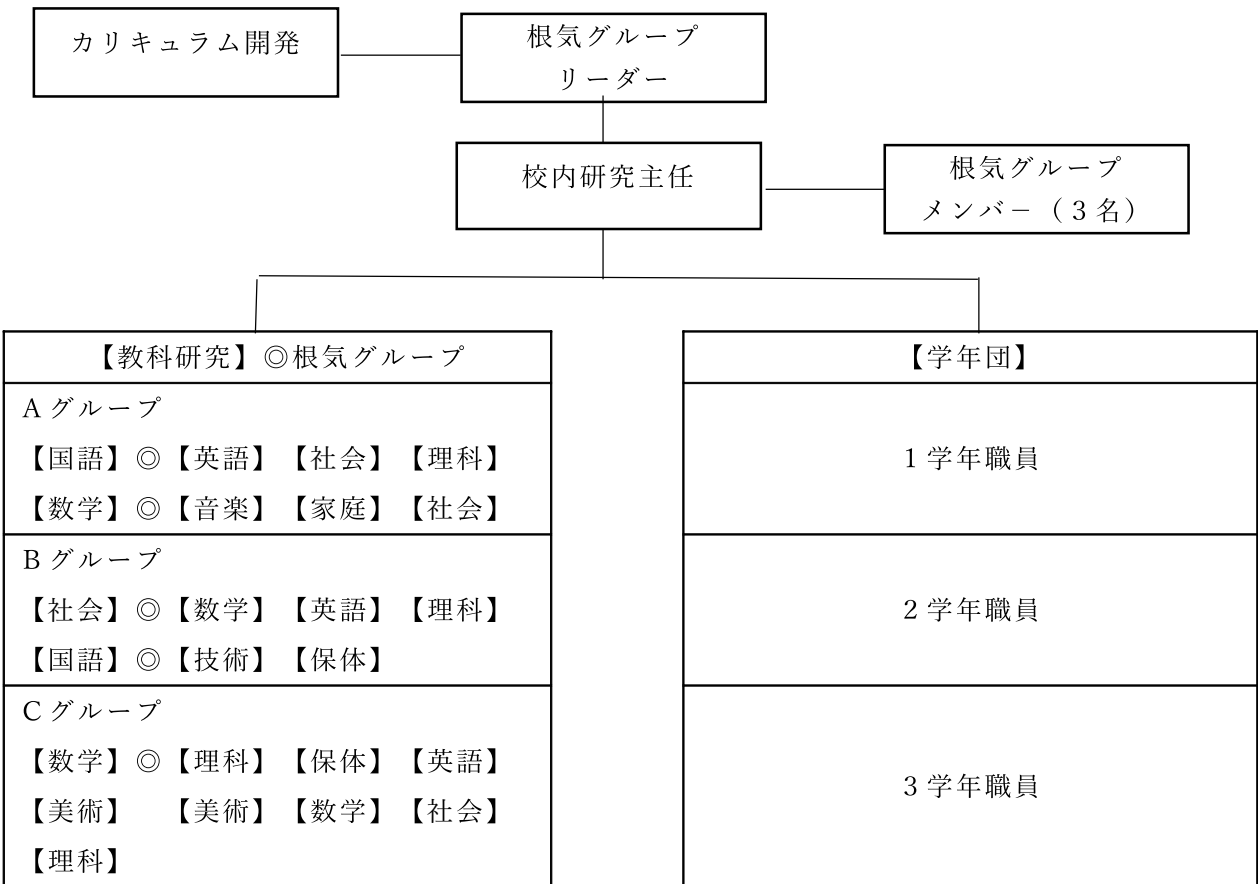 カリキュラム開発
根気グループ
リーダー
校内研究主任
根気グループ
メンバー（３名）
【教科研究】◎根気グループ
Aグループ
【国語】◎【英語】【社会】【理科】
【数学】◎【音楽】【家庭】【社会】
Bグループ
【社会】◎【数学】【英語】【理科】
【国語】◎【技術】【保体】
Cグループ
【数学】◎【理科】【保体】【英語】
【美術】　【美術】【数学】【社会】
【理科】
【学年団】
1学年職員
2学年職員
3学年職員